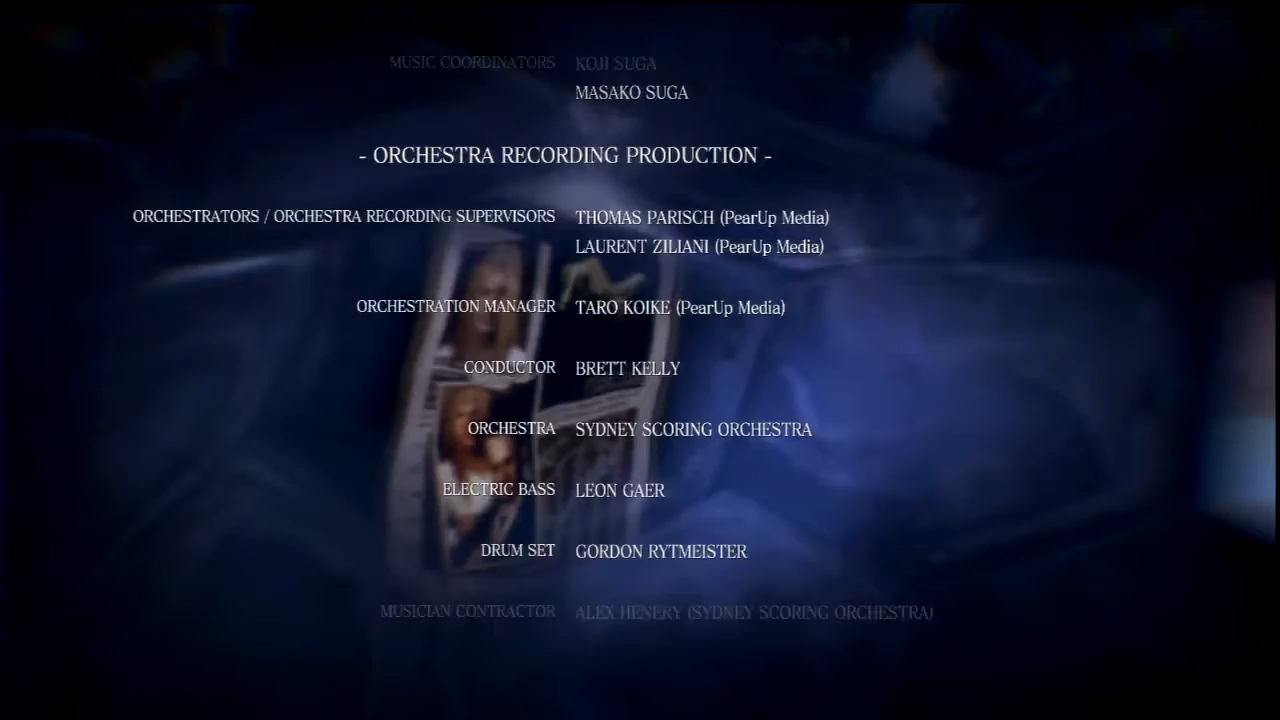 MUSIC COORDINATORS KOJI SUGA
MASAKO SUGA
- ORCHESTRA RECORDING PRODUCTION -
ORCHESTRATORS / ORCHESTRA RECORDING SUPERVISORS THOMAS PARISCH (PearUp Media)
LAURENT ZILIANI (PearUp Media)
ORCHESTRATION MANAGER TARO KOIKE (PearUp Media)
CONDUCTOR BRETT KELLY
ORCHESTRA SYDNEY SCORING ORCHESTRA
ELECTRIC BASS LEON GAER
DRUM SET GORDON RYTMEISTER
MUSICIAN CONTRACTOR ALEX HENERY (SYDNEY SCORING ORCHESTRA)